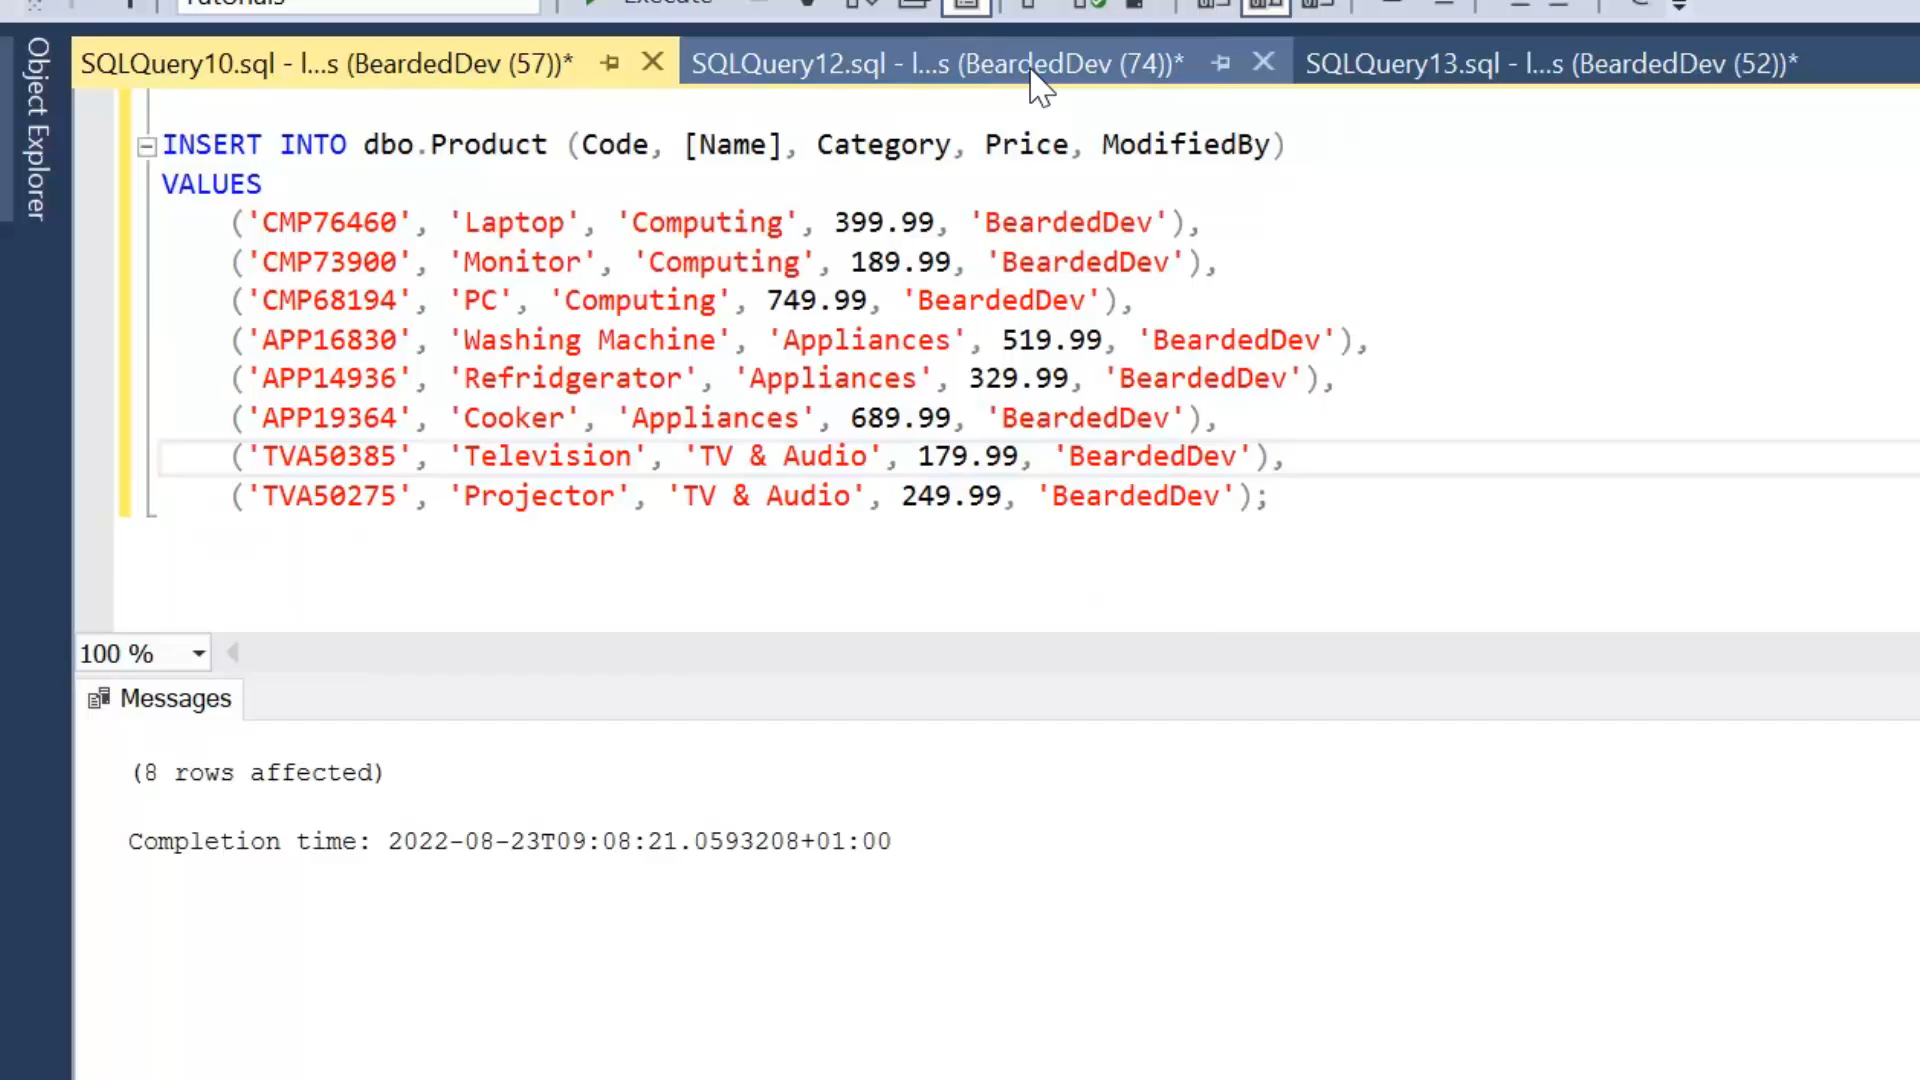 Tutorials
Execute
SQLQuery10.sql - l...s (BeardedDev (57))*
SQLQuery12.sql - l...s (BeardedDev (74))*
SQLQuery13.sql - l...s (BeardedDev (52))*
Object Explorer
INSERT INTO dbo.Product (Code, [Name], Category, Price, ModifiedBy)
VALUES
('CMP76460', 'Laptop', 'Computing', 399.99, 'BeardedDev'),
('CMP73900', 'Monitor', 'Computing', 189.99, 'BeardedDev'),
('CMP68194', 'PC', 'Computing', 749.99, 'BeardedDev'),
('APP16830', 'Washing Machine', 'Appliances', 519.99, 'BeardedDev'),
('APP14936', 'Refridgerator', 'Appliances', 329.99, 'BeardedDev'),
('APP19364', 'Cooker', 'Appliances', 689.99, 'BeardedDev'),
('TVA50385', 'Television', 'TV & Audio', 179.99, 'BeardedDev'),
('TVA50275', 'Projector', 'TV & Audio', 249.99, 'BeardedDev');
100 %
Messages
(8 rows affected)
Completion time: 2022-08-23T09:08:21.0593208+01:00